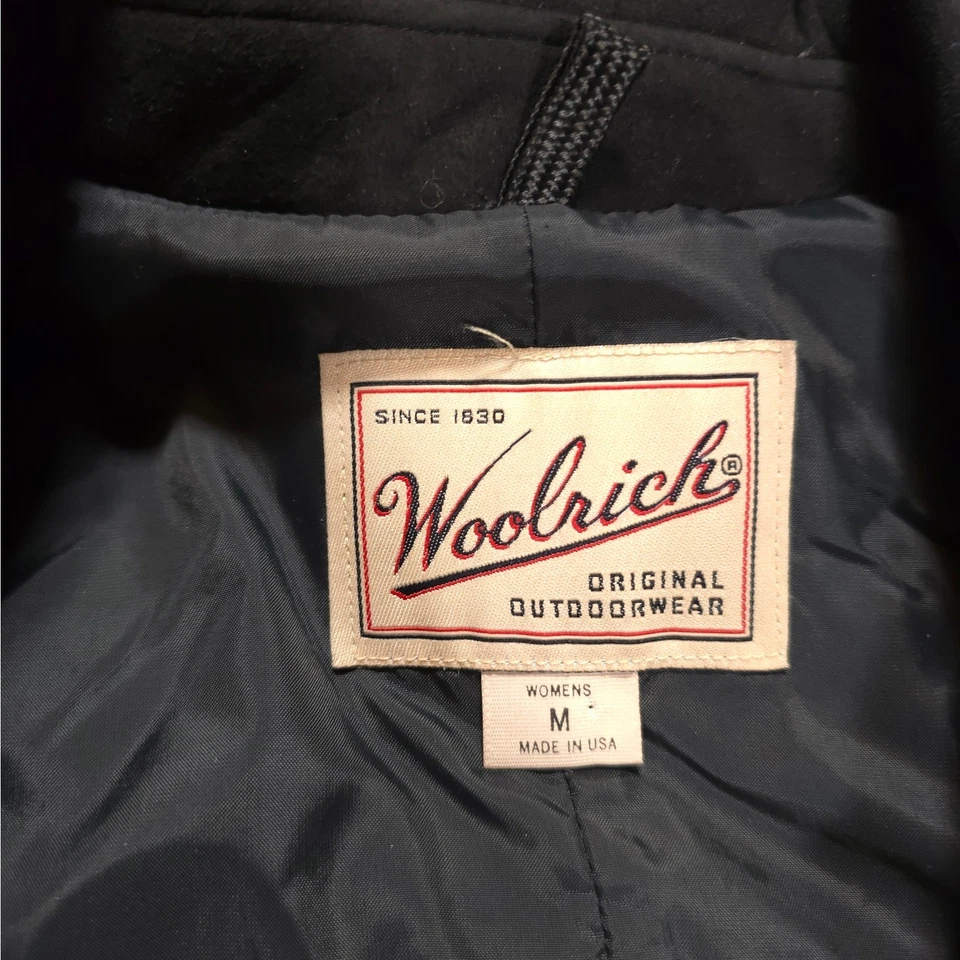 SINCE 1830
Woolrich®
ORIGINAL
OUTDOORWEAR
WOMENS
M
MADE IN USA